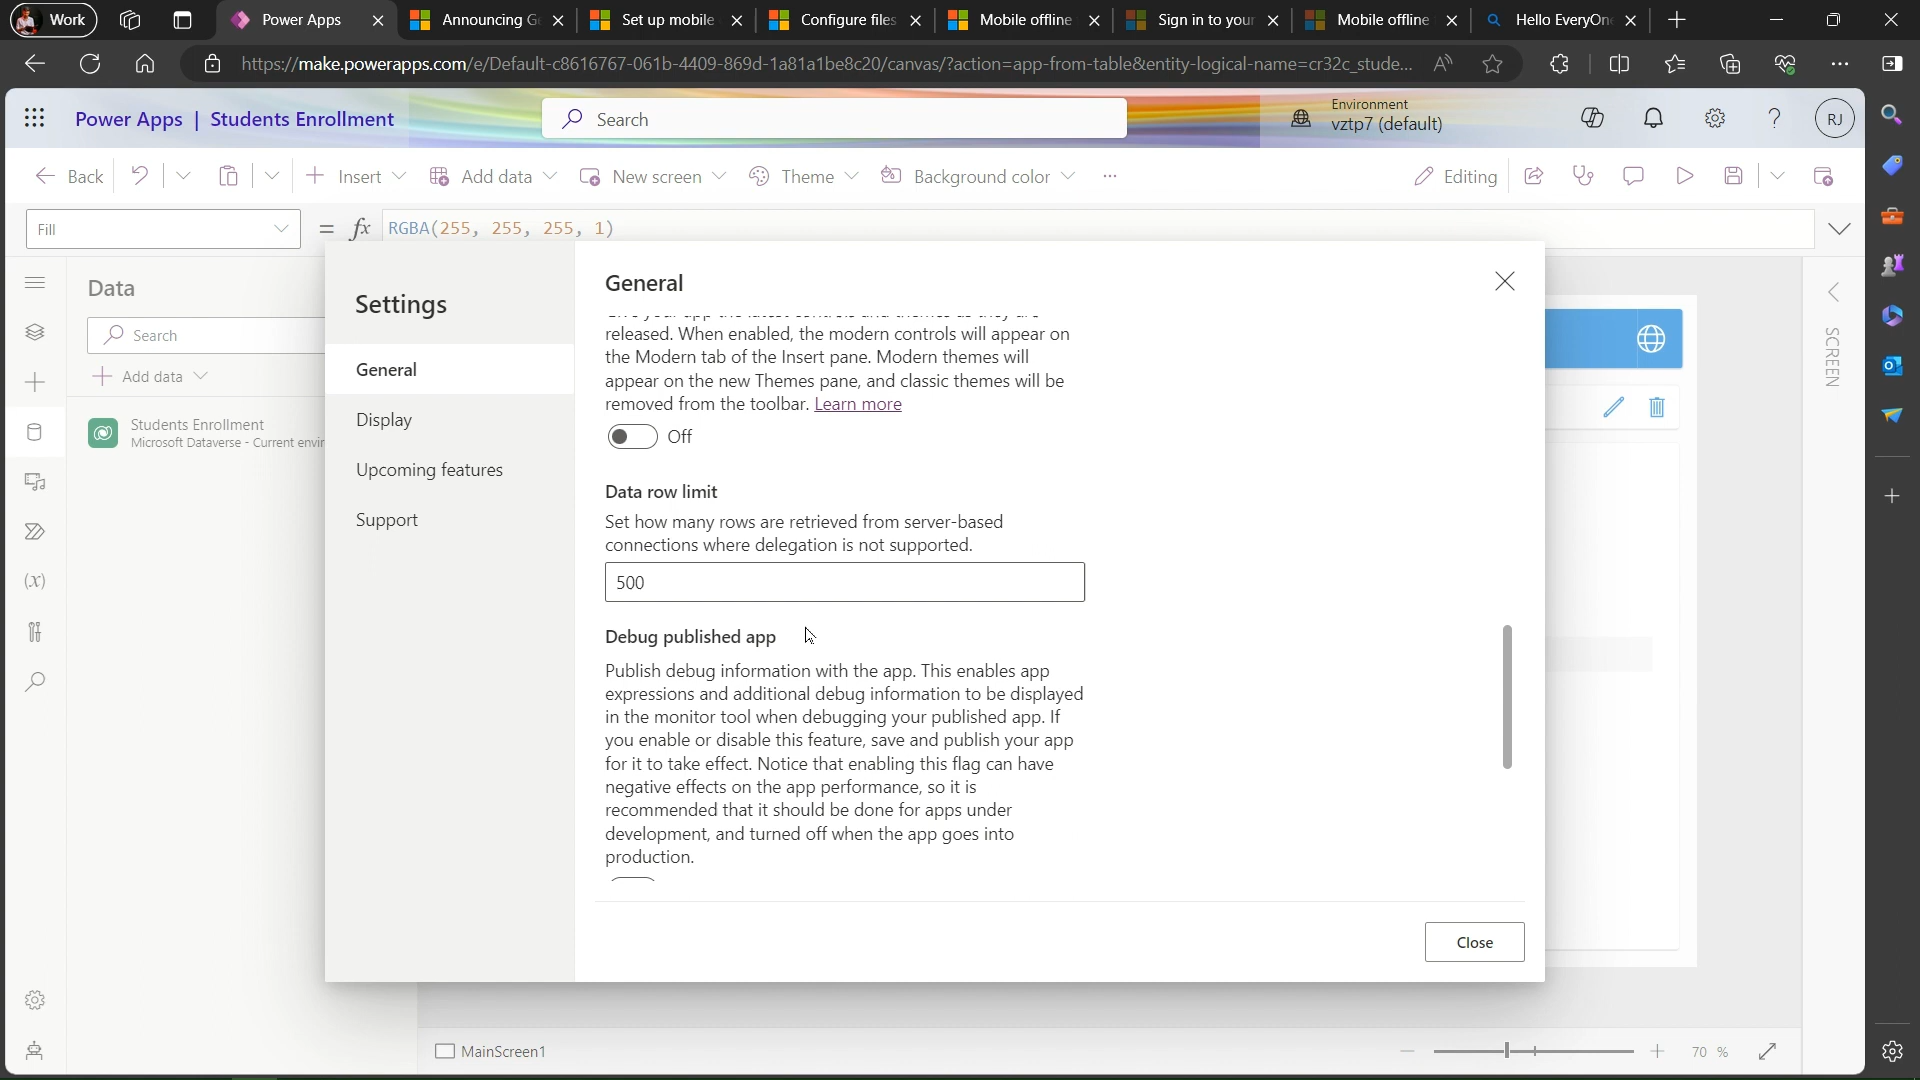 Work
Power Apps
Announcing G
Set up mobile
Configure files
Mobile offline
Sign in to your
Mobile offline
Hello EveryOn
https://make.powerapps.com/e/Default-c8616767-061b-4409-869d-1a81a1be8c20/canvas/?action=app-from-table&entity-logical-name=cr32c_stude...
Power Apps | Students Enrollment
Search
Environment
vztp7 (default)
RJ
Back
Insert
Add data
New screen
Theme
Background color
Editing
Fill
= fx RGBA(255, 255, 255, 1)
Data
Search
Add data
Students Enrollment
Microsoft Dataverse - Current envir
Settings
General
Display
Upcoming features
Support
General
released. When enabled, the modern controls will appear on
the Modern tab of the Insert pane. Modern themes will
appear on the new Themes pane, and classic themes will be
removed from the toolbar. Learn more
Off
Data row limit
Set how many rows are retrieved from server-based
connections where delegation is not supported.
500
Debug published app
Publish debug information with the app. This enables app
expressions and additional debug information to be displayed
in the monitor tool when debugging your published app. If
you enable or disable this feature, save and publish your app
for it to take effect. Notice that enabling this flag can have
negative effects on the app performance, so it is
recommended that it should be done for apps under
development, and turned off when the app goes into
production.
Close
SCREEN
MainScreen1
70 %